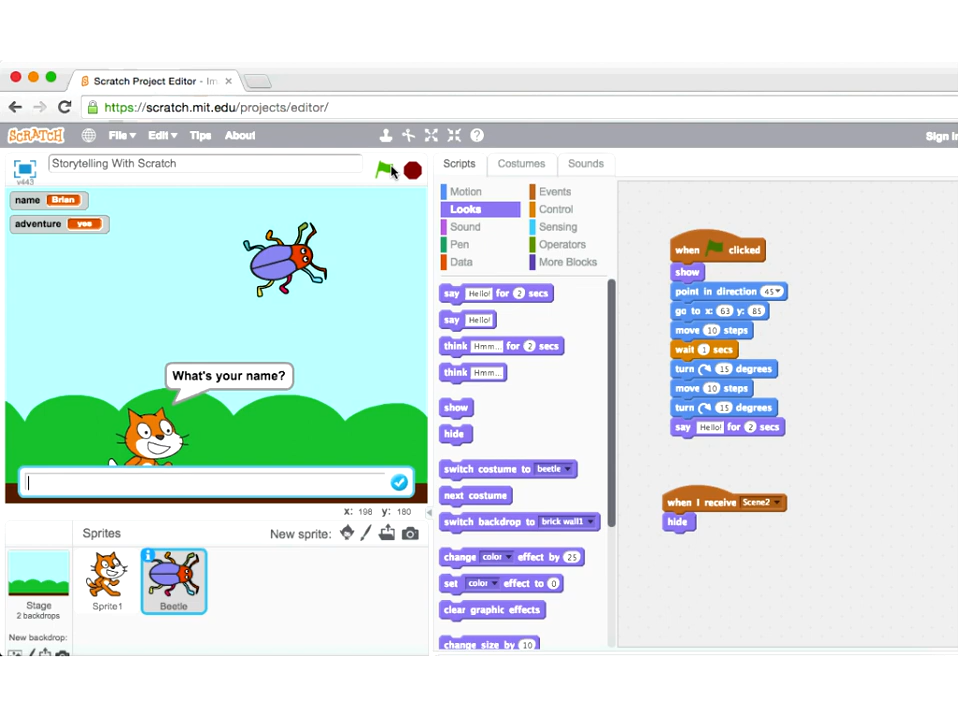 Scratch Project Editor - Im
https://scratch.mit.edu/projects/editor/
SCRATCH File Edit Tips About Sign in
v443
Storytelling With Scratch
name Brian
adventure yes
What's your name?
x: 198 y: 180
Sprites New sprite:
Stage
2 backdrops
New backdrop:
Sprite1
Beetle
Scripts Costumes Sounds
Motion Events
Looks Control
Sound Sensing
Pen Operators
Data More Blocks
say Hello! for 2 secs
say Hello!
think Hmm... for 2 secs
think Hmm...
show
hide
switch costume to beetle
next costume
switch backdrop to brick wall1
change color effect by 25
set color effect to 0
clear graphic effects
change size by 10
when clicked
show
point in direction 45
go to x: 63 y: 85
move 10 steps
wait 1 secs
turn 15 degrees
move 10 steps
turn 15 degrees
say Hello! for 2 secs
when I receive Scene2
hide